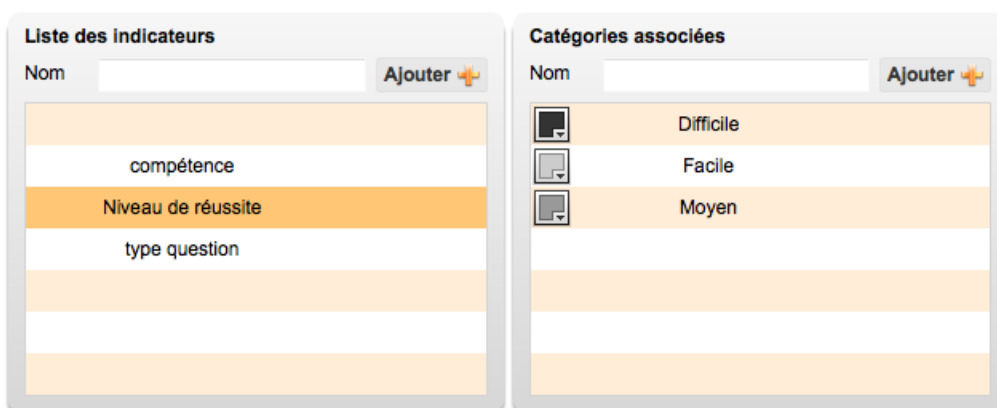 Liste des indicateurs
Nom
Ajouter
compétence
Niveau de réussite
type question
Catégories associées
Nom
Ajouter
Difficile
Facile
Moyen